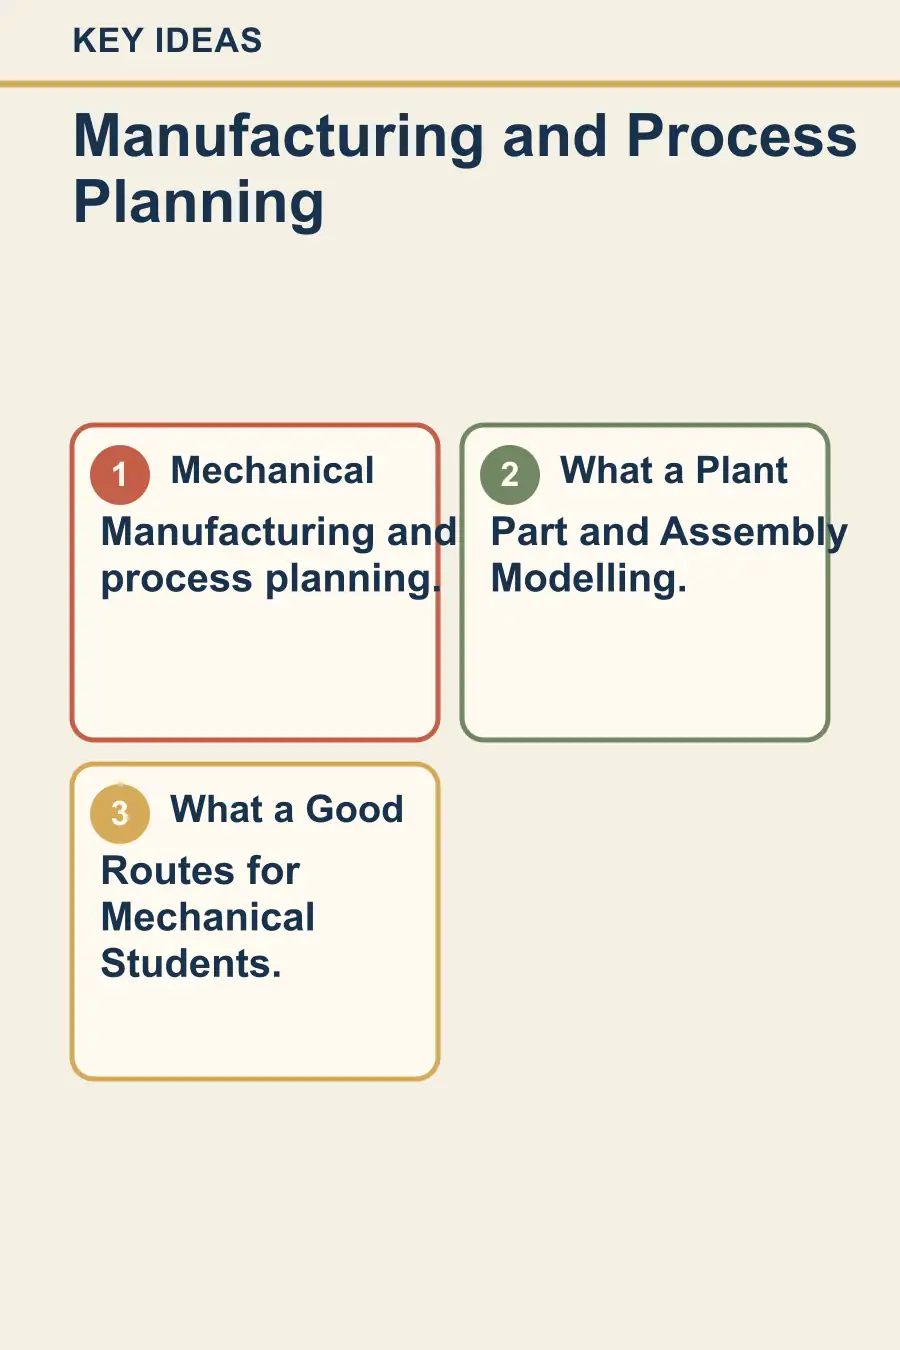 KEY IDEAS
Manufacturing and Process
Planning
1
Mechanical
Manufacturing and
process planning.
2
What a Plant
Part and Assembly
Modelling.
3
What a Good
Routes for
Mechanical
Students.